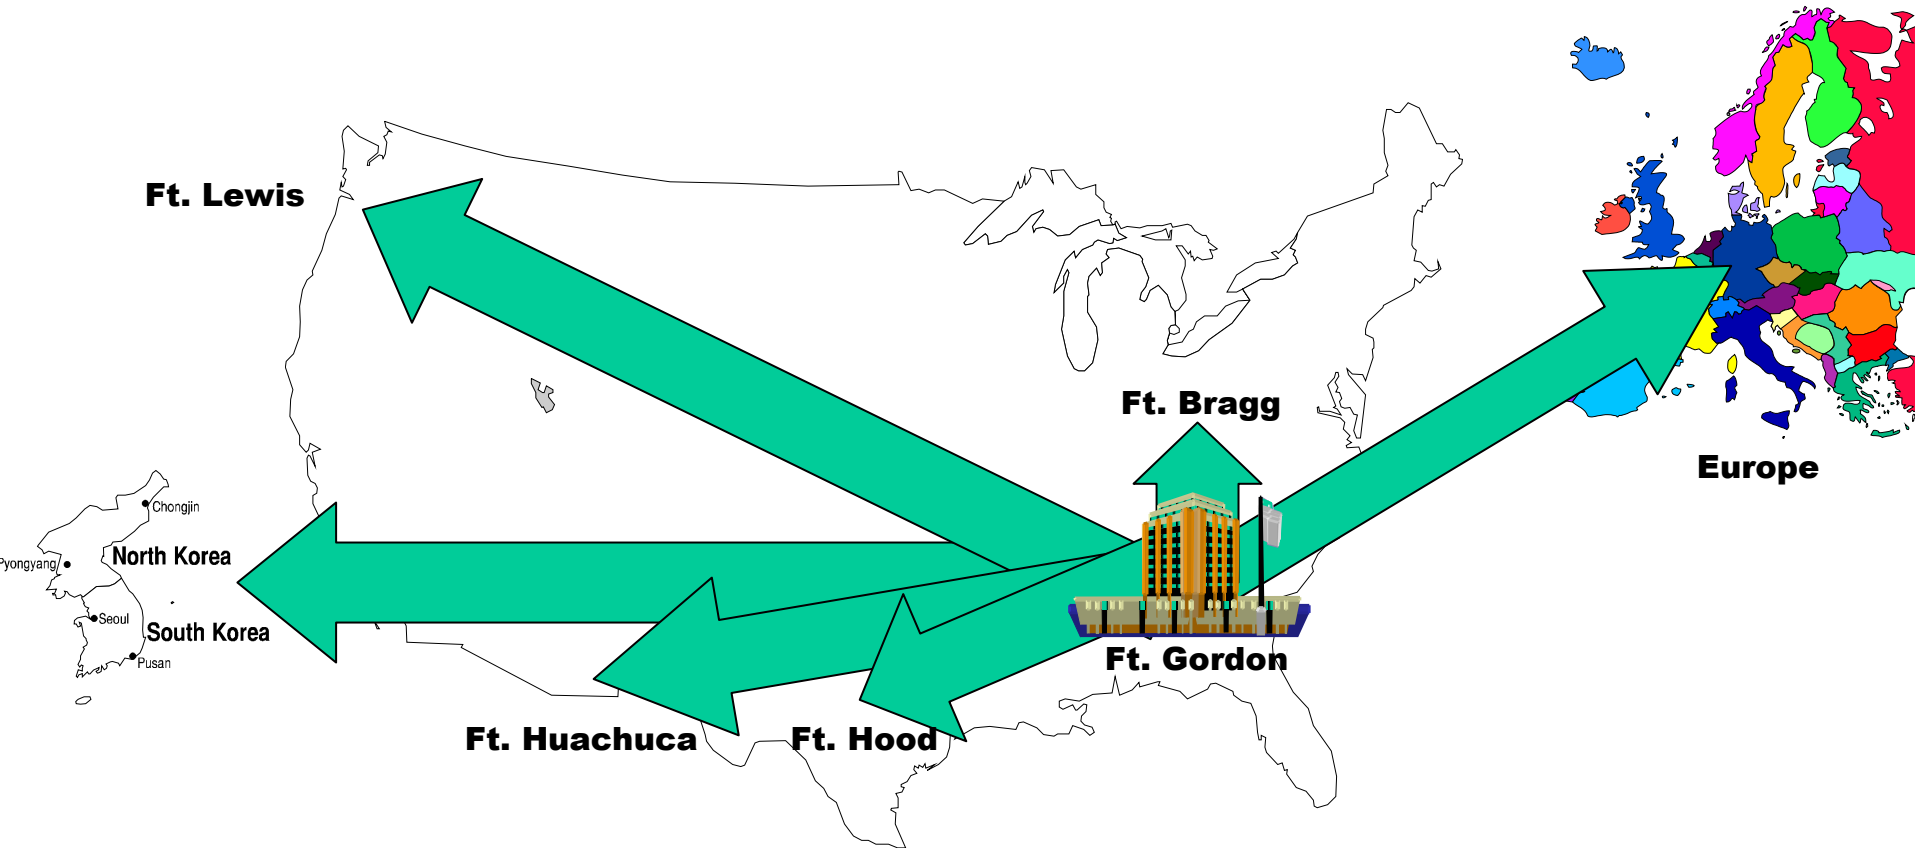 Ft. Lewis
Ft. Bragg
Europe
Chongjin
North Korea
Pyongyang
Seoul
South Korea
Pusan
Ft. Gordon
Ft. Huachuca
Ft. Hood